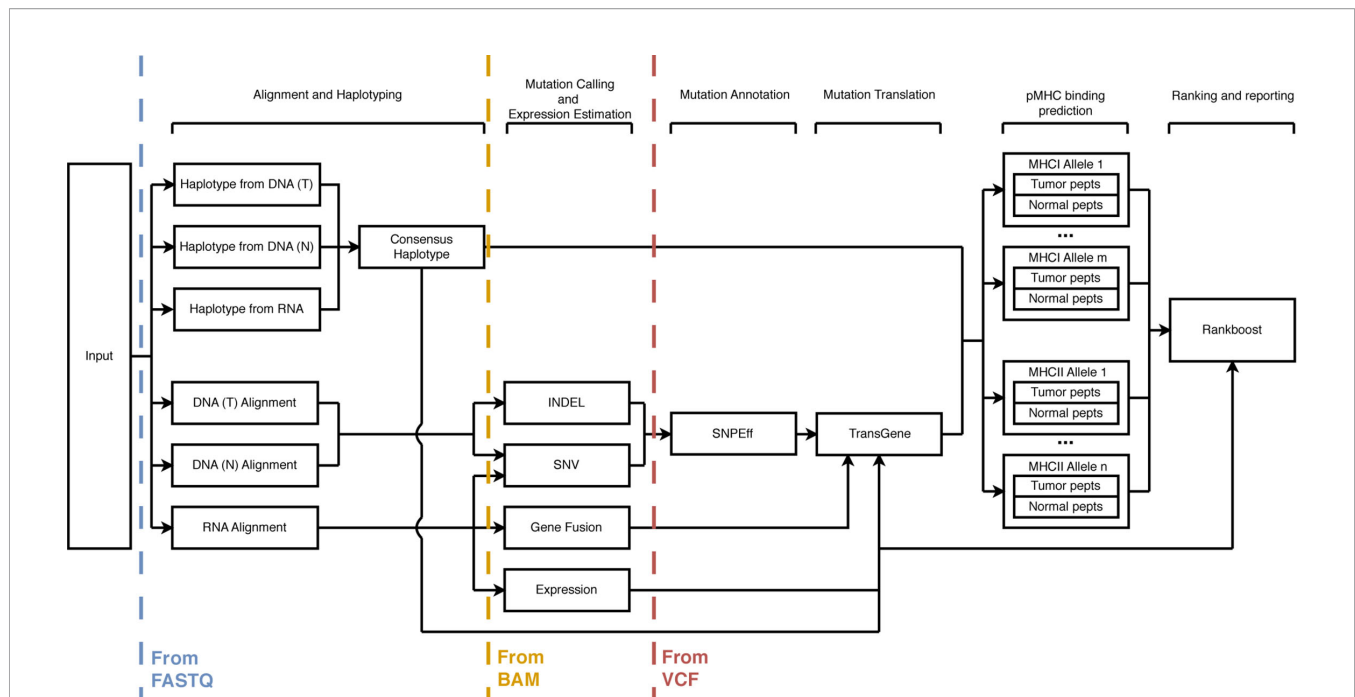 Alignment and Haplotyping
Mutation Calling
and
Expression Estimation
Mutation Annotation
Mutation Translation
pMHC binding
prediction
Ranking and reporting
Input
Haplotype from DNA (T)
Haplotype from DNA (N)
Haplotype from RNA
DNA (T) Alignment
DNA (N) Alignment
RNA Alignment
Consensus
Haplotype
INDEL
SNV
Gene Fusion
Expression
SNPEff
TransGene
MHCI Allele 1
Tumor pepts
Normal pepts
...
MHCI Allele m
Tumor pepts
Normal pepts
MHCII Allele 1
Tumor pepts
Normal pepts
...
MHCII Allele n
Tumor pepts
Normal pepts
Rankboost
From
FASTQ
From
BAM
From
VCF